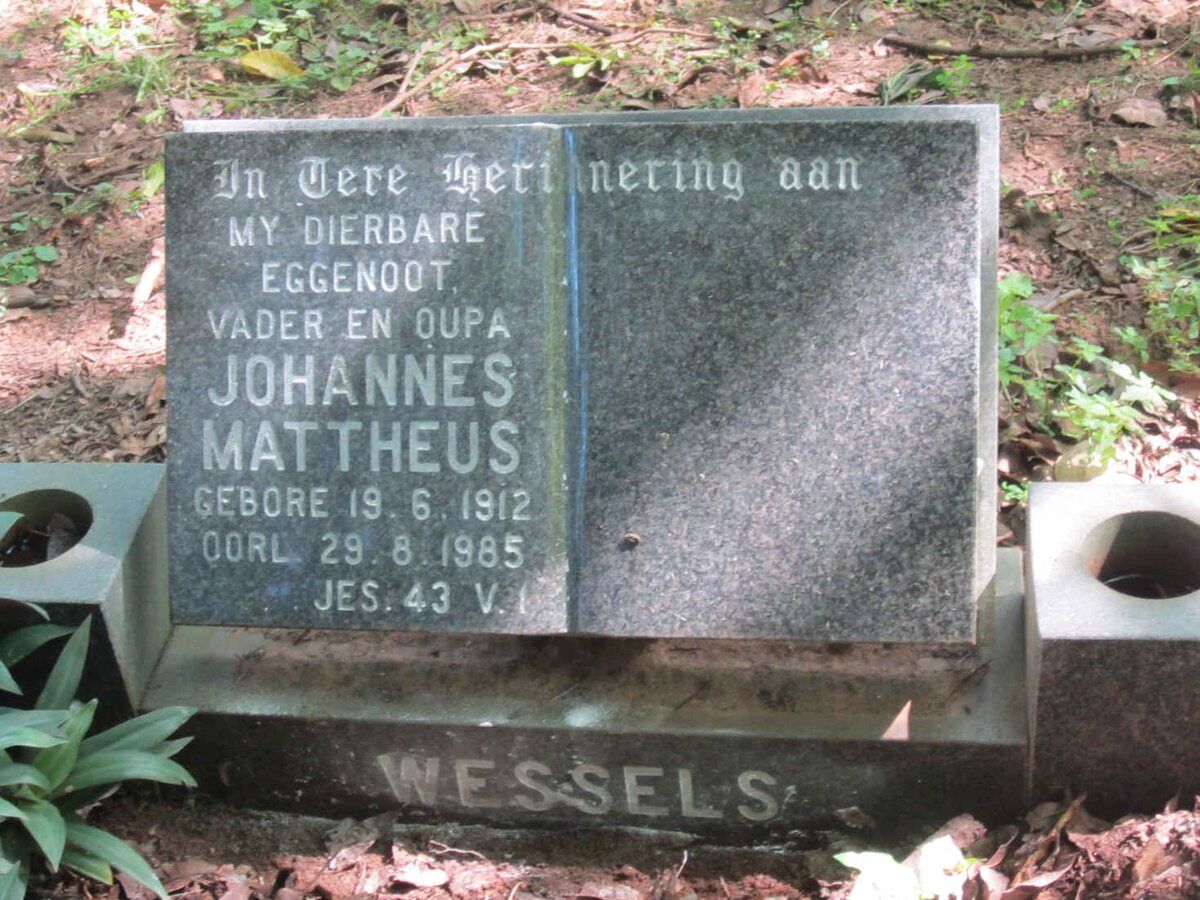 In Tere Herinnering aan
MY DIERBARE
EGGENOOT,
VADER EN OUPA
JOHANNES
MATTHEUS
GEBORE 19. 6. 1912
OORL. 29. 8. 1985
JES. 43 V. 1
WESSELS